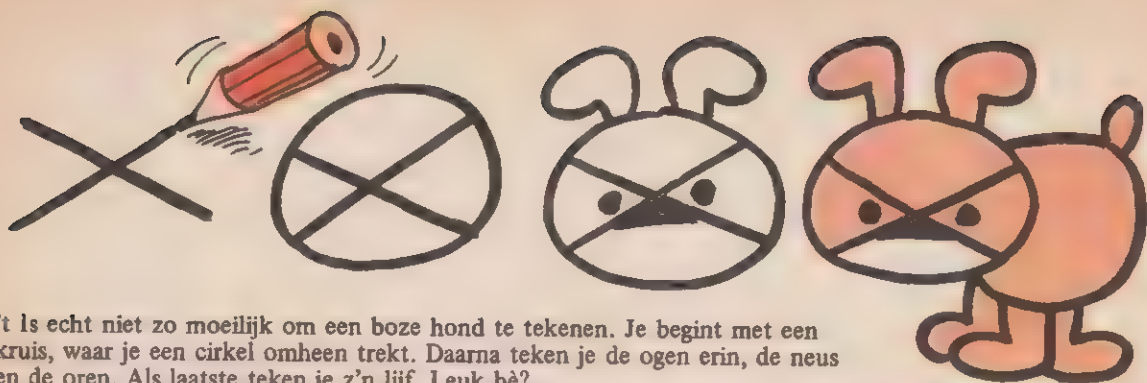 't Is echt niet zo moeilijk om een boze hond te tekenen. Je begint met een
kruis, waar je een cirkel omheen trekt. Daarna teken je de ogen erin, de neus
en de oren. Als laatste teken je z'n lijf. Leuk hè?